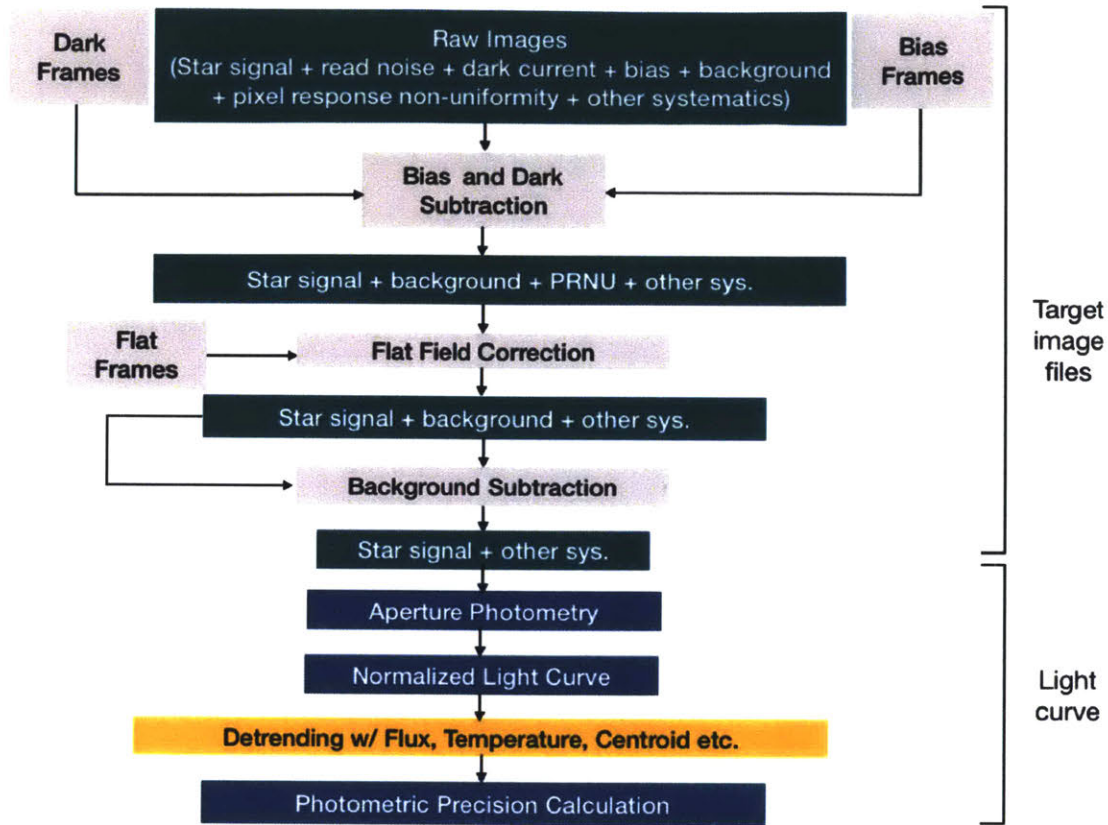 Dark
Frames
Raw Images
(Star signal + read noise + dark current + bias + background
+ pixel response non-uniformity + other systematics)
Bias
Frames
Bias and Dark
Subtraction
Star signal + background + PRNU + other sys.
Flat
Frames
Flat Field Correction
Star signal + background + other sys.
Background Subtraction
Star signal + other sys.
Target
image
files
Aperture Photometry
Normalized Light Curve
Detrending w/ Flux, Temperature, Centroid etc.
Photometric Precision Calculation
Light
curve